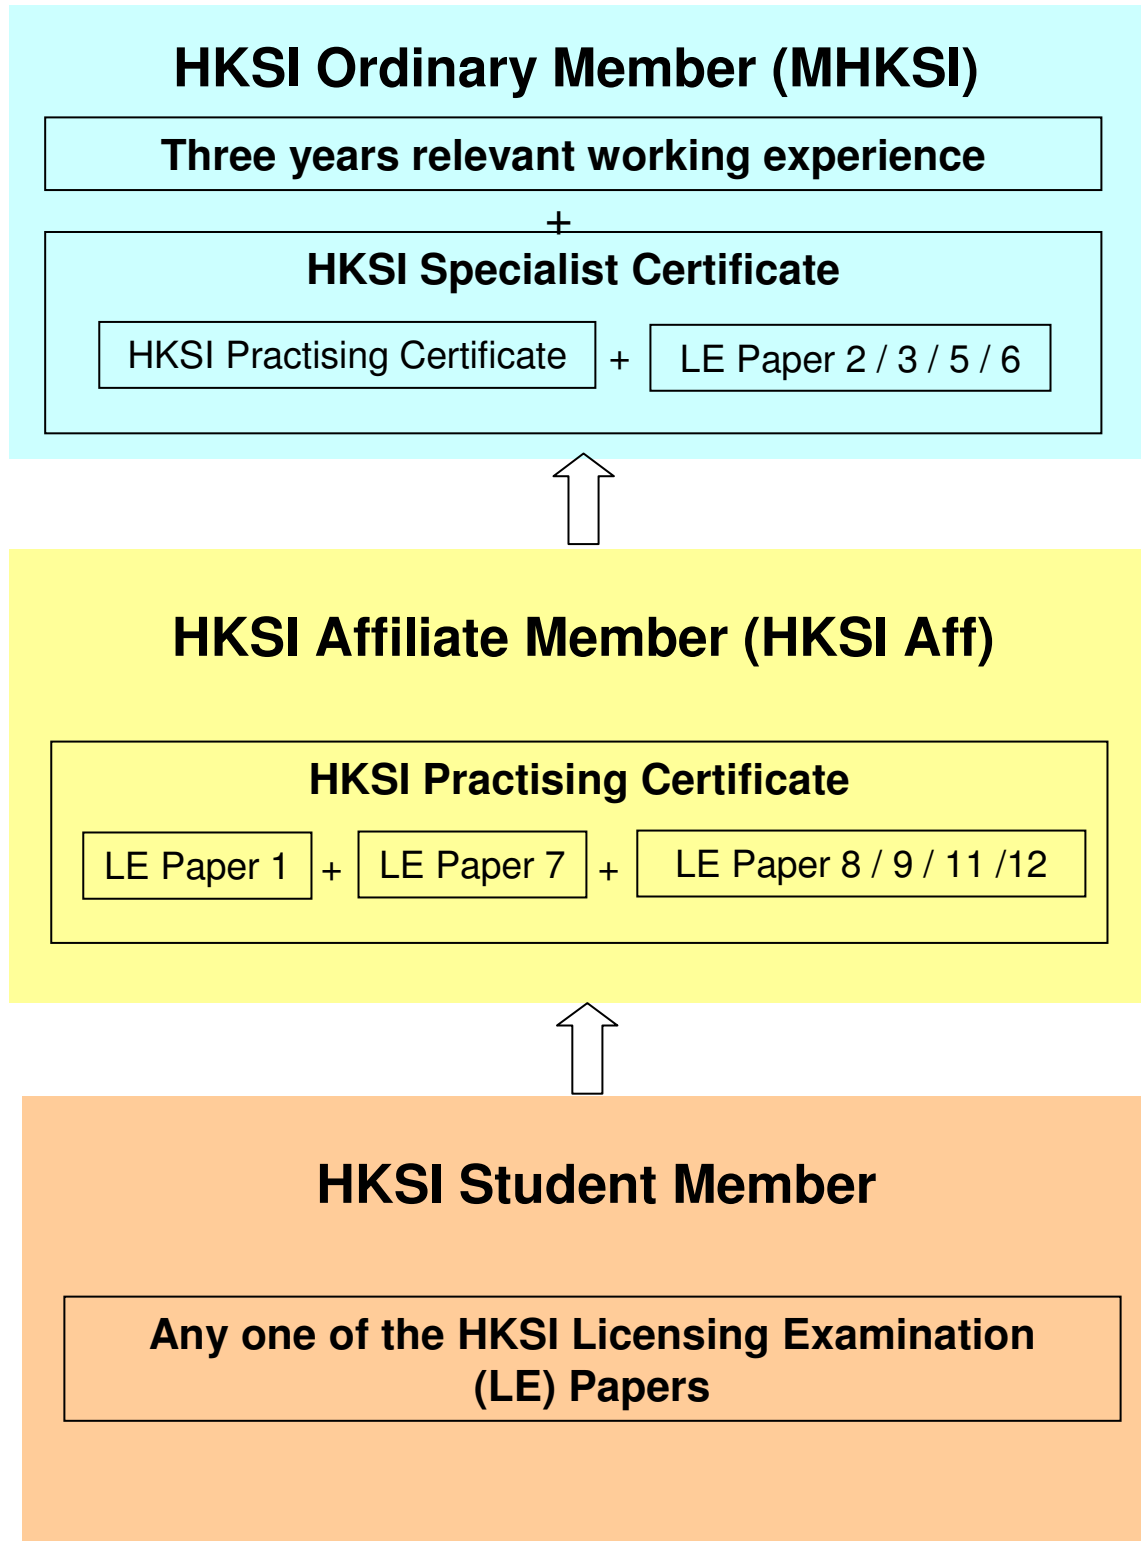 HKSI Ordinary Member (MHKSI)
Three years relevant working experience
+
HKSI Specialist Certificate
HKSI Practising Certificate + LE Paper 2 / 3 / 5 / 6
HKSI Affiliate Member (HKSI Aff)
HKSI Practising Certificate
LE Paper 1 + LE Paper 7 + LE Paper 8 / 9 / 11 /12
HKSI Student Member
Any one of the HKSI Licensing Examination
(LE) Papers